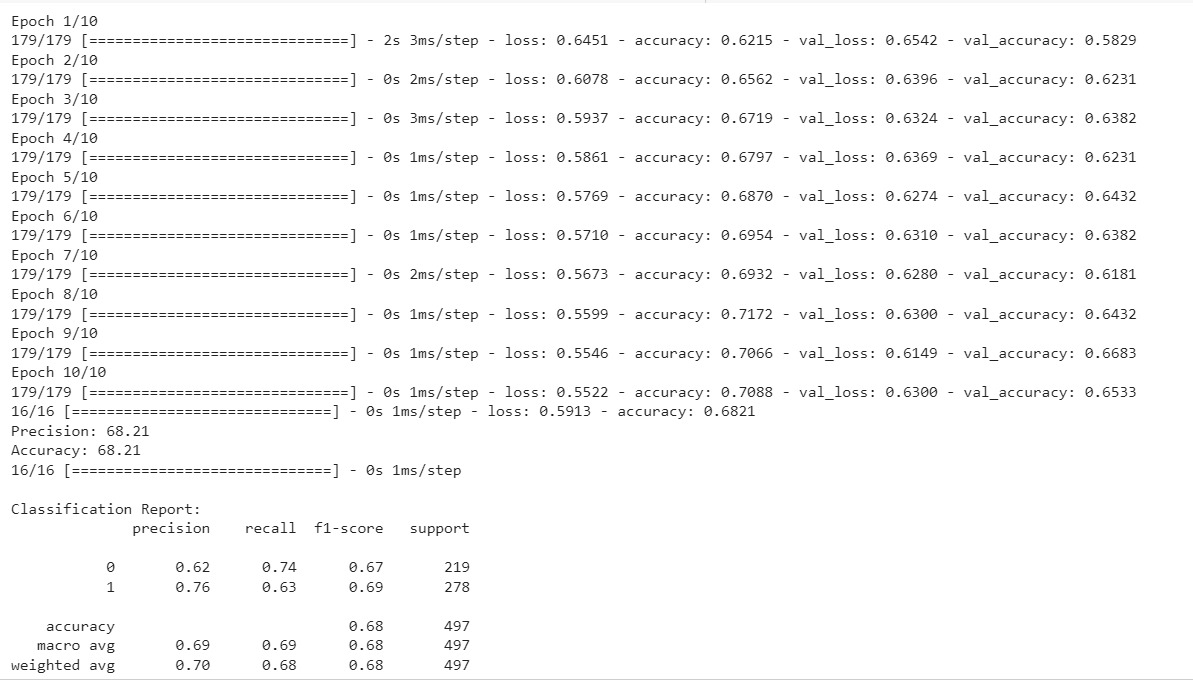 Epoch 1/10
179/179 [==============================] - 2s 3ms/step - loss: 0.6451 - accuracy: 0.6215 - val_loss: 0.6542 - val_accuracy: 0.5829
Epoch 2/10
179/179 [==============================] - 0s 2ms/step - loss: 0.6078 - accuracy: 0.6562 - val_loss: 0.6396 - val_accuracy: 0.6231
Epoch 3/10
179/179 [==============================] - 0s 3ms/step - loss: 0.5937 - accuracy: 0.6719 - val_loss: 0.6324 - val_accuracy: 0.6382
Epoch 4/10
179/179 [==============================] - 0s 1ms/step - loss: 0.5861 - accuracy: 0.6797 - val_loss: 0.6369 - val_accuracy: 0.6231
Epoch 5/10
179/179 [==============================] - 0s 1ms/step - loss: 0.5769 - accuracy: 0.6870 - val_loss: 0.6274 - val_accuracy: 0.6432
Epoch 6/10
179/179 [==============================] - 0s 1ms/step - loss: 0.5710 - accuracy: 0.6954 - val_loss: 0.6310 - val_accuracy: 0.6382
Epoch 7/10
179/179 [==============================] - 0s 2ms/step - loss: 0.5673 - accuracy: 0.6932 - val_loss: 0.6280 - val_accuracy: 0.6181
Epoch 8/10
179/179 [==============================] - 0s 1ms/step - loss: 0.5599 - accuracy: 0.7172 - val_loss: 0.6300 - val_accuracy: 0.6432
Epoch 9/10
179/179 [==============================] - 0s 1ms/step - loss: 0.5546 - accuracy: 0.7066 - val_loss: 0.6149 - val_accuracy: 0.6683
Epoch 10/10
179/179 [==============================] - 0s 1ms/step - loss: 0.5522 - accuracy: 0.7088 - val_loss: 0.6300 - val_accuracy: 0.6533
16/16 [==============================] - 0s 1ms/step - loss: 0.5913 - accuracy: 0.6821
Precision: 68.21
Accuracy: 68.21
16/16 [==============================] - 0s 1ms/step
Classification Report:
precision recall f1-score support
0 0.62 0.74 0.67 219
1 0.76 0.63 0.69 278
accuracy 0.68 497
macro avg 0.69 0.69 0.68 497
weighted avg 0.70 0.68 0.68 497